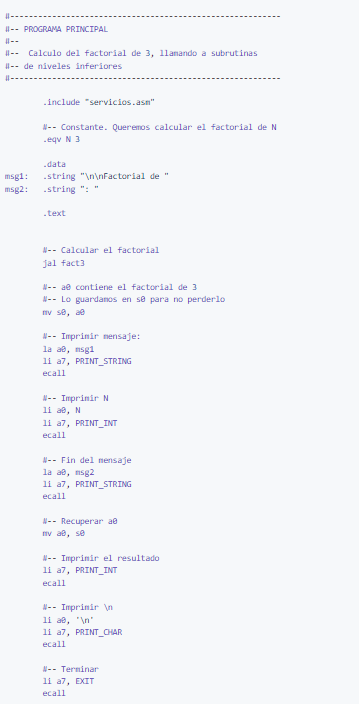 #----------------------------------------------------------
#-- PROGRAMA PRINCIPAL
#--
#--  Calculo del factorial de 3, llamando a subrutinas
#-- de niveles inferiores
#----------------------------------------------------------
.include "servicios.asm"
#-- Constante. Queremos calcular el factorial de N
.eqv N 3
.data
msg1:   .string "\n\nFactorial de "
msg2:   .string ": "
.text
#-- Calcular el factorial
jal fact3
#-- a0 contiene el factorial de 3
#-- Lo guardamos en s0 para no perderlo
mv s0, a0
#-- Imprimir mensaje:
la a0, msg1
li a7, PRINT_STRING
ecall
#-- Imprimir N
li a0, N
li a7, PRINT_INT
ecall
#-- Fin del mensaje
la a0, msg2
li a7, PRINT_STRING
ecall
#-- Recuperar a0
mv a0, s0
#-- Imprimir el resultado
li a7, PRINT_INT
ecall
#-- Imprimir \n
li a0, '\n'
li a7, PRINT_CHAR
ecall
#-- Terminar
li a7, EXIT
ecall